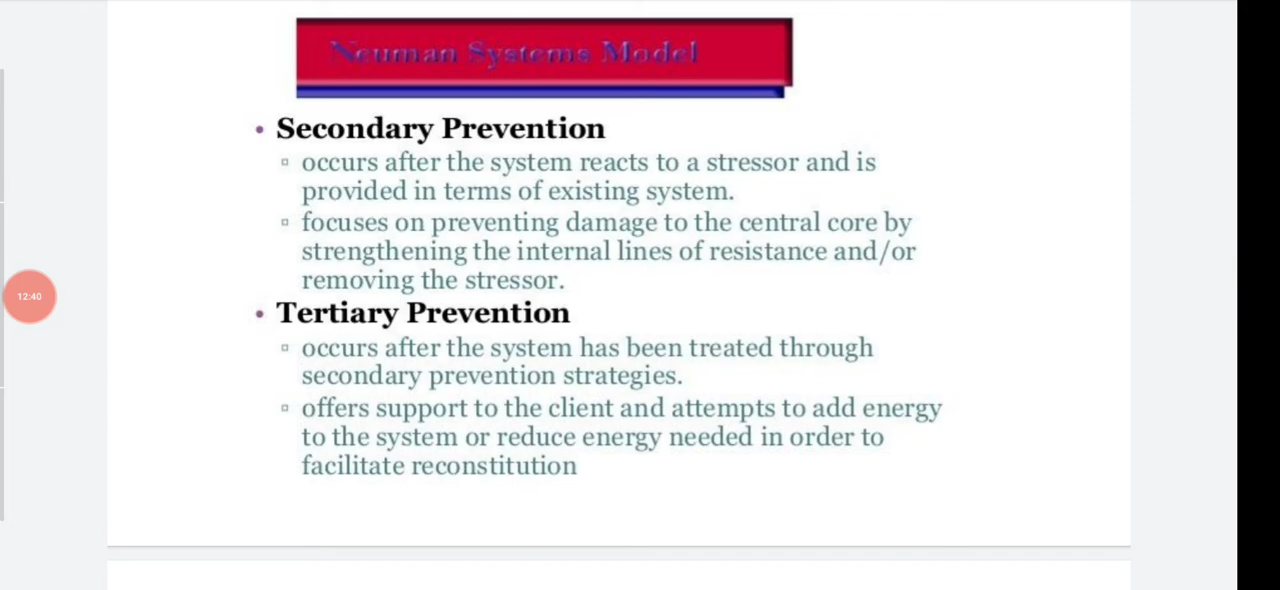 Neuman Systems Model
• Secondary Prevention
▫ occurs after the system reacts to a stressor and is
provided in terms of existing system.
▫ focuses on preventing damage to the central core by
strengthening the internal lines of resistance and/or
removing the stressor.
12:40
• Tertiary Prevention
▫ occurs after the system has been treated through
secondary prevention strategies.
▫ offers support to the client and attempts to add energy
to the system or reduce energy needed in order to
facilitate reconstitution